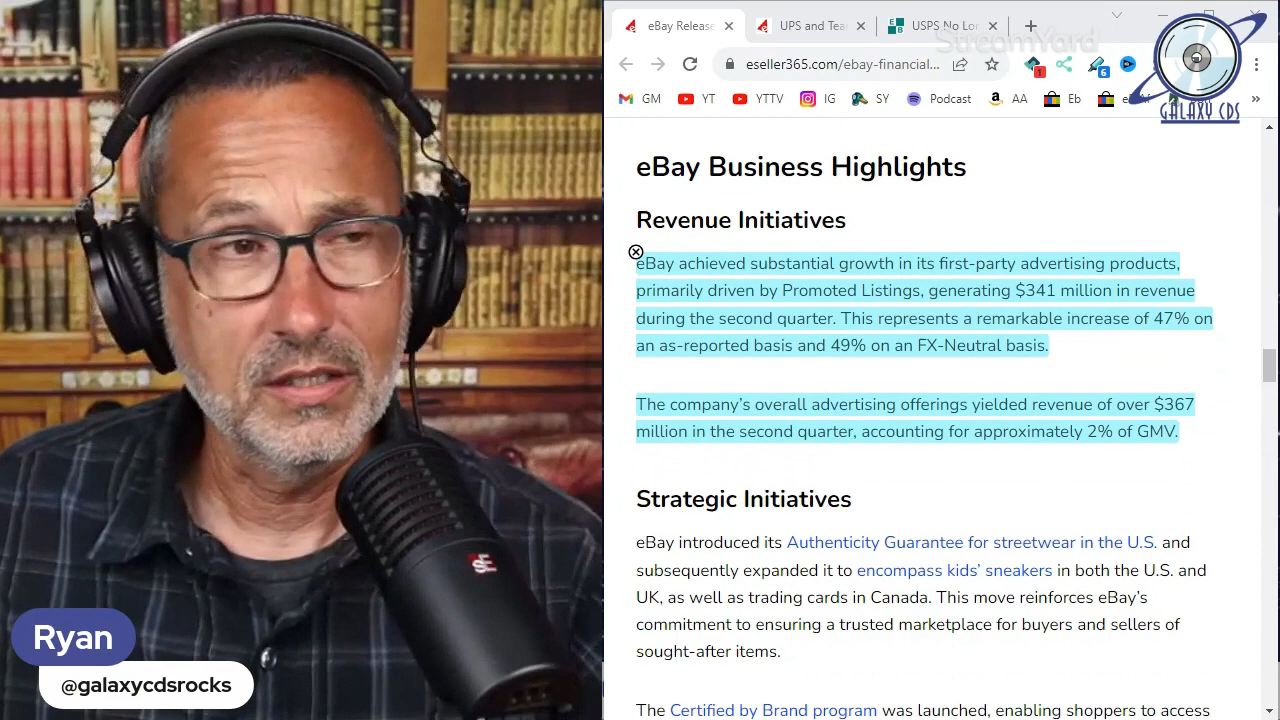 Ryan
@galaxycdsrocks
eBay Release
UPS and Tea
USPS No Lon
StreamYard
eseller365.com/ebay-financial...
1
6
GM
YT
YTTV
IG
SY
Podcast
AA
Eb
GALAXY CDS
eBay Business Highlights
Revenue Initiatives
eBay achieved substantial growth in its first-party advertising products,
primarily driven by Promoted Listings, generating $341 million in revenue
during the second quarter. This represents a remarkable increase of 47% on
an as-reported basis and 49% on an FX-Neutral basis.
The company's overall advertising offerings yielded revenue of over $367
million in the second quarter, accounting for approximately 2% of GMV.
Strategic Initiatives
eBay introduced its Authenticity Guarantee for streetwear in the U.S. and
subsequently expanded it to encompass kids' sneakers in both the U.S. and
UK, as well as trading cards in Canada. This move reinforces eBay's
commitment to ensuring a trusted marketplace for buyers and sellers of
sought-after items.
The Certified by Brand program was launched, enabling shoppers to access
sE